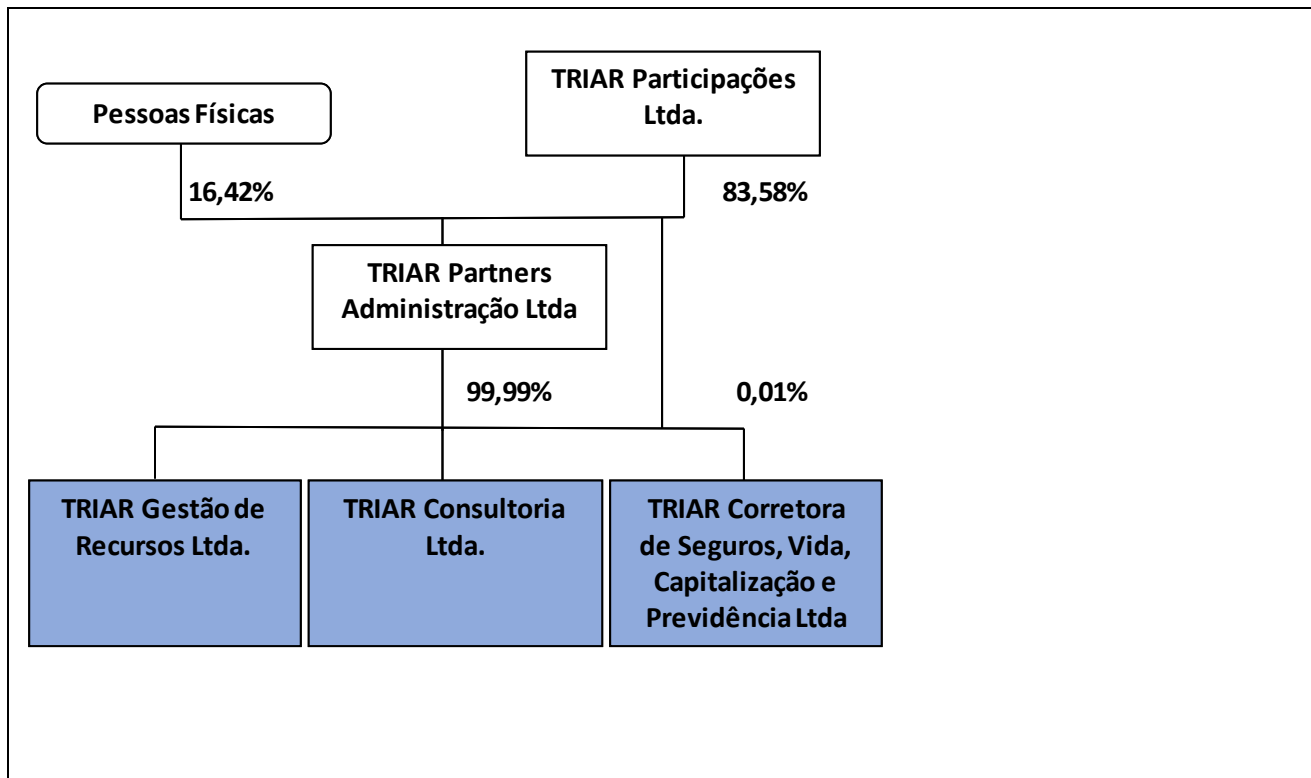 Pessoas Físicas
TRIAR Participações
Ltda.
16,42%
83,58%
TRIAR Partners
Administração Ltda
99,99%
0,01%
TRIAR Gestão de
Recursos Ltda.
TRIAR Consultoria
Ltda.
TRIAR Corretora
de Seguros, Vida,
Capitalização e
Previdência Ltda